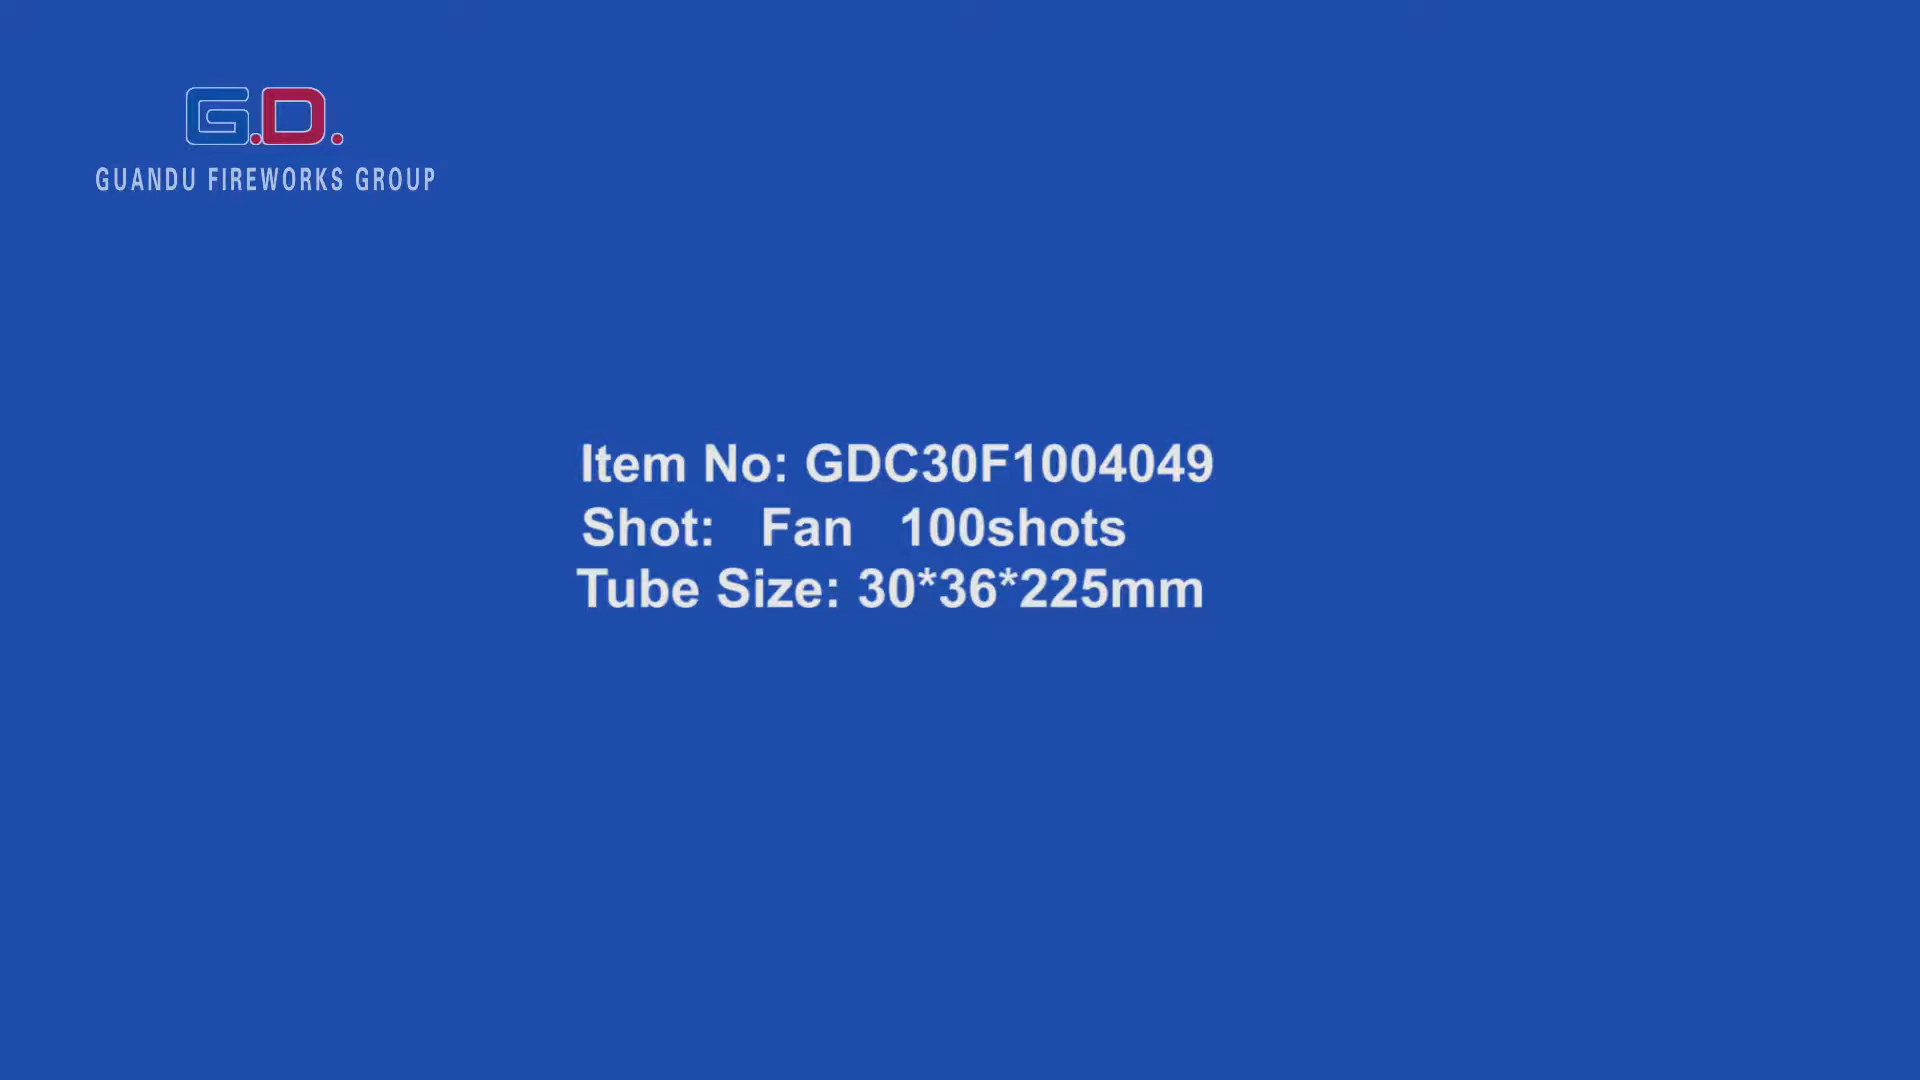 G.D.
GUANDU FIREWORKS GROUP
Item No: GDC30F1004049
Shot: Fan 100shots
Tube Size: 30*36*225mm